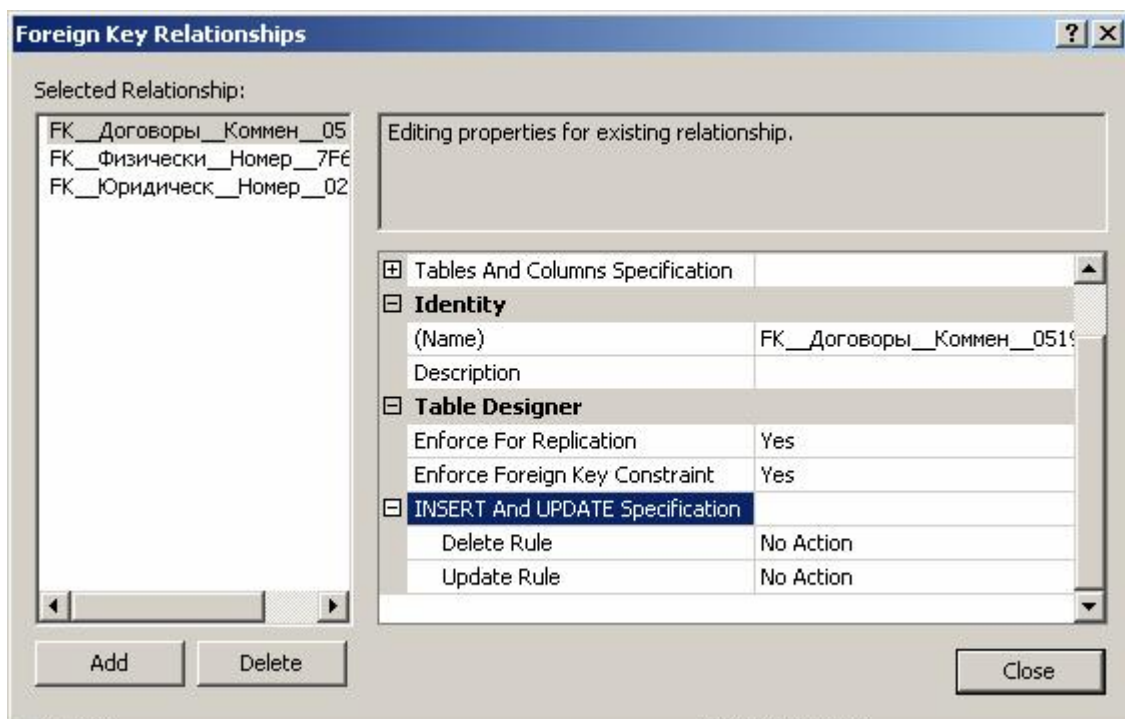 Foreign Key Relationships
Selected Relationship:
FK__Договоры__Коммен__05
FK__Физически__Номер__7F6
FK__Юридическ__Номер__02
Editing properties for existing relationship.
Tables And Columns Specification
Identity
(Name) FK__Договоры__Коммен__0519
Description
Table Designer
Enforce For Replication Yes
Enforce Foreign Key Constraint Yes
INSERT And UPDATE Specification
Delete Rule No Action
Update Rule No Action
Add Delete
Close